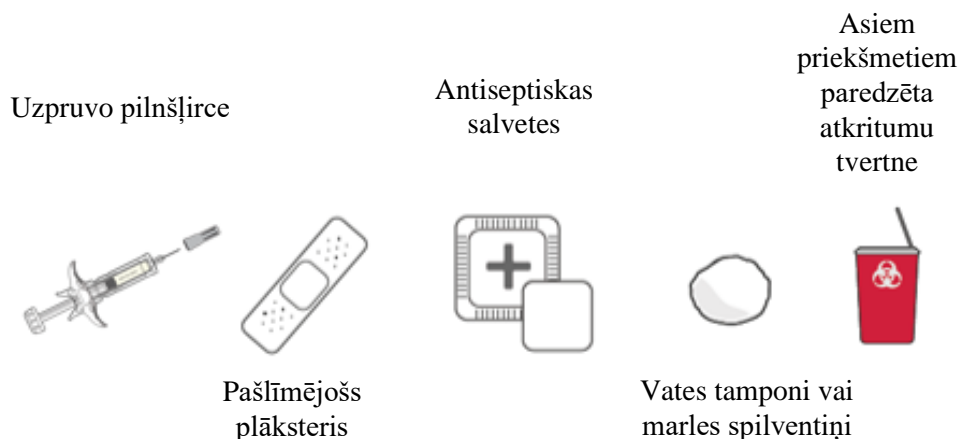 Uzpruvo pilnšļirce
Antiseptiskas
salvetes
Asiem
priekšmetiem
paredzēta
atkritumu
tvertne
Pašlīmējošs
plāksteris
Vates tamponi vai
marles spilventiņi